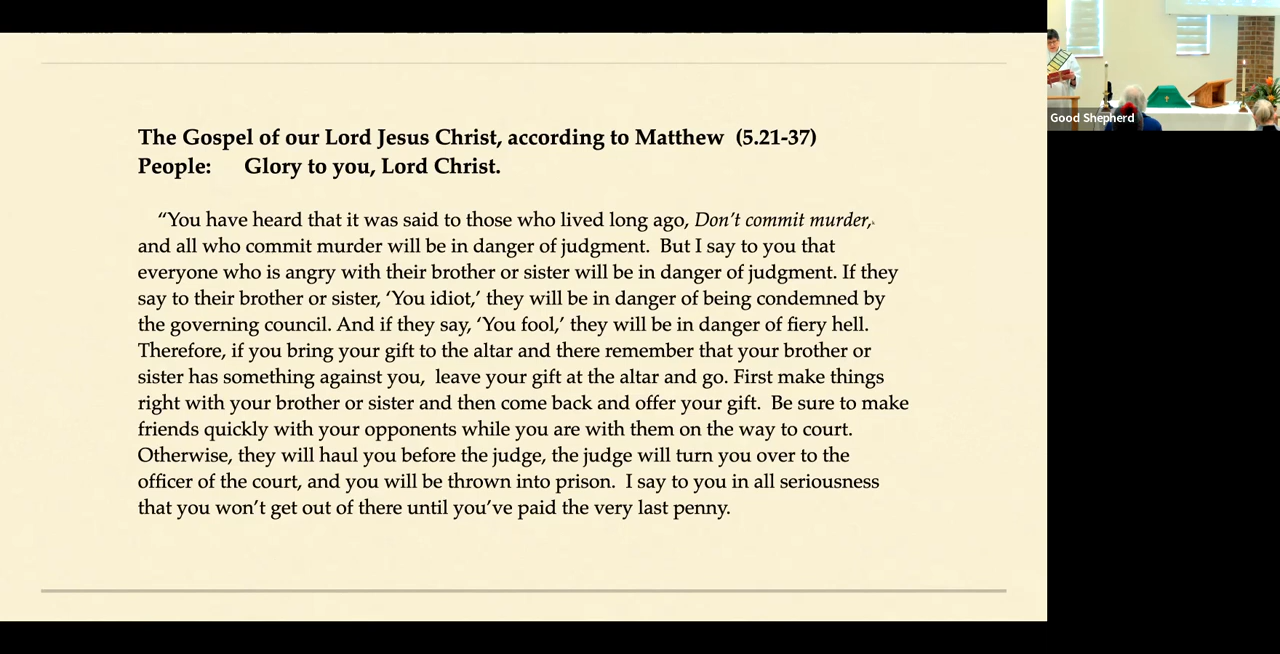 The Gospel of our Lord Jesus Christ, according to Matthew (5.21-37)
People: Glory to you, Lord Christ.
“You have heard that it was said to those who lived long ago, Don’t commit murder,
and all who commit murder will be in danger of judgment. But I say to you that
everyone who is angry with their brother or sister will be in danger of judgment. If they
say to their brother or sister, ‘You idiot,’ they will be in danger of being condemned by
the governing council. And if they say, ‘You fool,’ they will be in danger of fiery hell.
Therefore, if you bring your gift to the altar and there remember that your brother or
sister has something against you, leave your gift at the altar and go. First make things
right with your brother or sister and then come back and offer your gift. Be sure to make
friends quickly with your opponents while you are with them on the way to court.
Otherwise, they will haul you before the judge, the judge will turn you over to the
officer of the court, and you will be thrown into prison. I say to you in all seriousness
that you won’t get out of there until you’ve paid the very last penny.
Good Shepherd